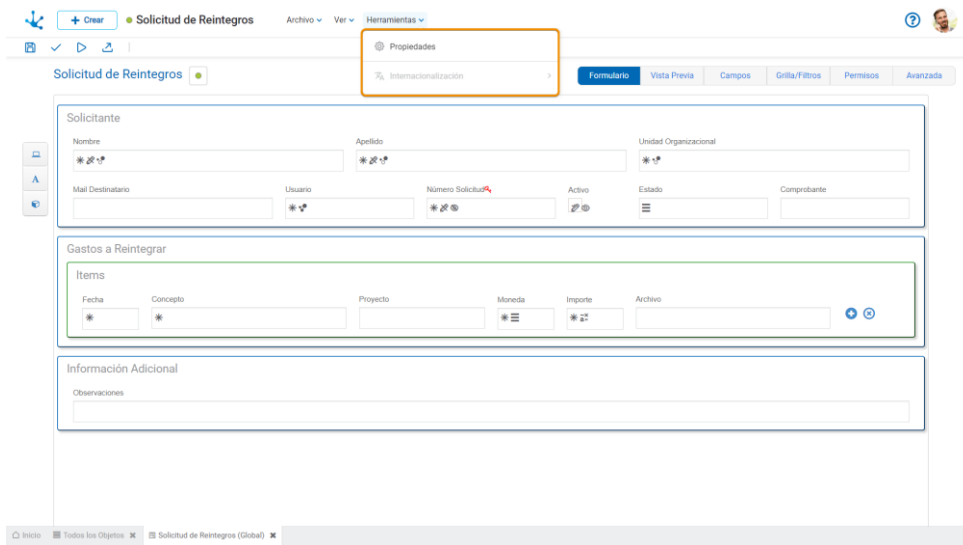 + Crear
Solicitud de Reintegros
Archivo
Ver
Herramientas
Propiedades
Internacionalización
Solicitud de Reintegros
Formulario
Vista Previa
Campos
Grilla/Filtros
Permisos
Avanzada
Solicitante
Nombre
Apellido
Unidad Organizacional
Mail Destinatario
Usuario
Número Solicitud
Activo
Estado
Comprobante
Gastos a Reintegrar
Items
Fecha
Concepto
Proyecto
Moneda
Importe
Archivo
Información Adicional
Observaciones
Inicio
Todos los Objetos
Solicitud de Reintegros (Global)